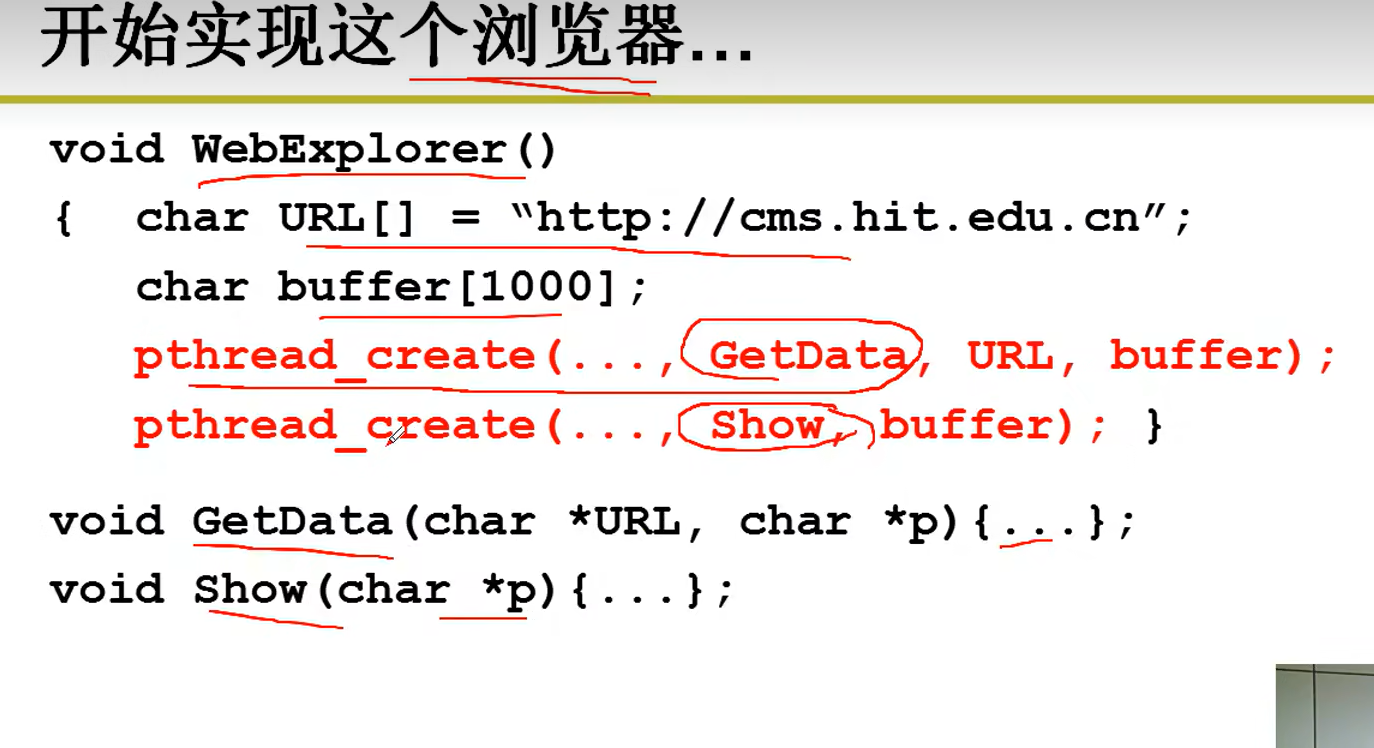 开始实现这个浏览器...
void WebExplorer()
{ char URL[] = “http://cms.hit.edu.cn”;
char buffer[1000];
pthread_create(..., GetData, URL, buffer);
pthread_create(..., Show, buffer); }
void GetData(char *URL, char *p){...};
void Show(char *p){...};